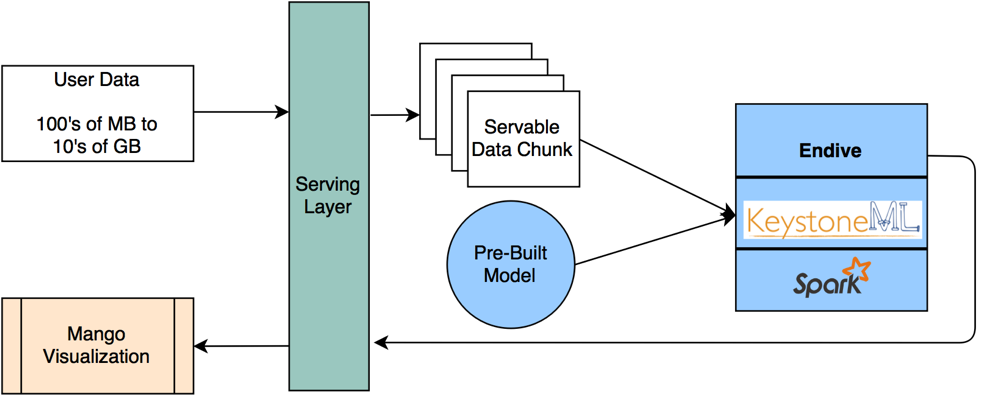 User Data
100's of MB to
10's of GB
Serving
Layer
Servable
Data Chunk
Pre-Built
Model
Endive
KeystoneML
Spark
Mango
Visualization